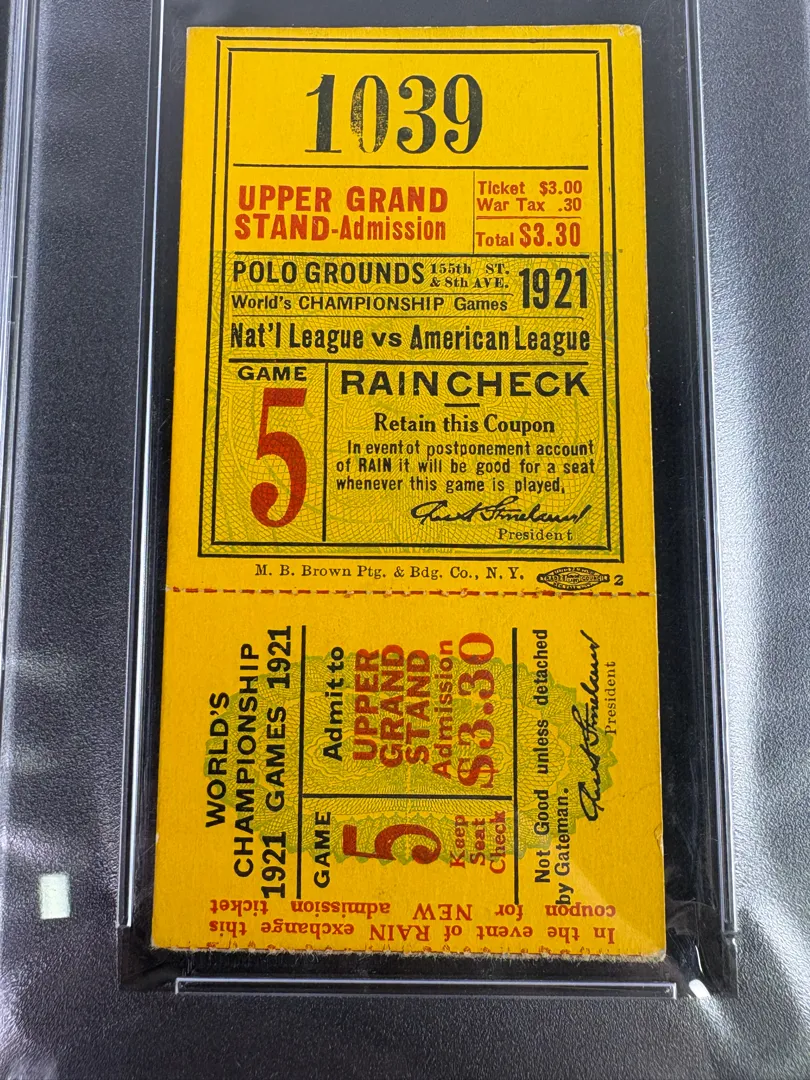 1039
UPPER GRAND
STAND-Admission
Ticket $3.00
War Tax .30
Total $3.30
POLO GROUNDS 155th ST. & 8th AVE.
World's CHAMPIONSHIP Games
1921
Nat'l League vs American League
GAME
5
RAINCHECK
Retain this Coupon
In event of postponement account
of RAIN it will be good for a seat
whenever this game is played.
President
M. B. Brown Ptg. & Bdg. Co., N. Y.
2
WORLD'S
CHAMPIONSHIP
1921 GAMES 1921
Admit to
UPPER
GRAND
STAND
Admission
$3.30
GAME
5
Keep
Seat
Check
Not Good unless detached
by Gateman.
President
In the event of RAIN exchange this
coupon for NEW admission ticket